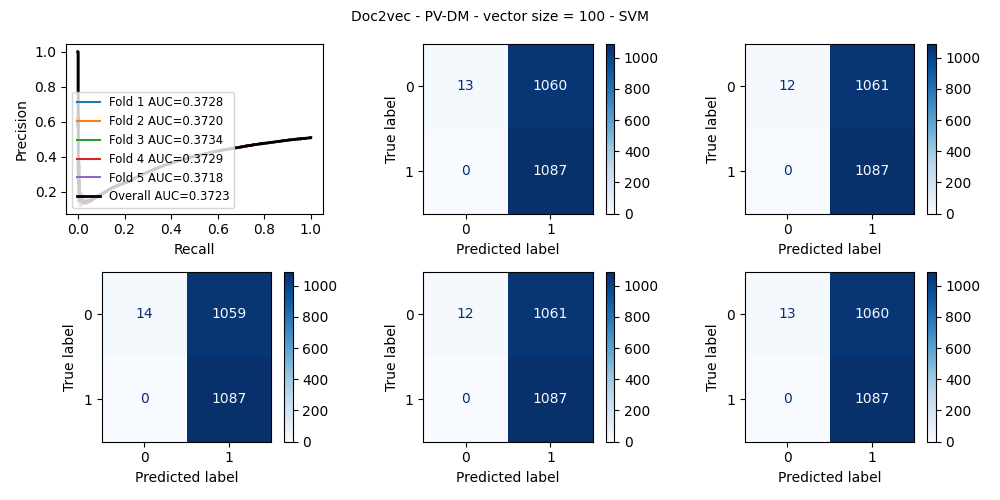 Doc2vec - PV-DM - vector size = 100 - SVM
1.0
0.8
0.6
0.4
0.2
Precision
Fold 1 AUC=0.3728
Fold 2 AUC=0.3720
Fold 3 AUC=0.3734
Fold 4 AUC=0.3729
Fold 5 AUC=0.3718
Overall AUC=0.3723
0.0 0.2 0.4 0.6 0.8 1.0
Recall
True label
0 13 1060
1 0 1087
0 1
Predicted label
1000
800
600
400
200
0
True label
0 12 1061
1 0 1087
0 1
Predicted label
1000
800
600
400
200
0
True label
0 14 1059
1 0 1087
0 1
Predicted label
1000
800
600
400
200
0
True label
0 12 1061
1 0 1087
0 1
Predicted label
1000
800
600
400
200
0
True label
0 13 1060
1 0 1087
0 1
Predicted label
1000
800
600
400
200
0